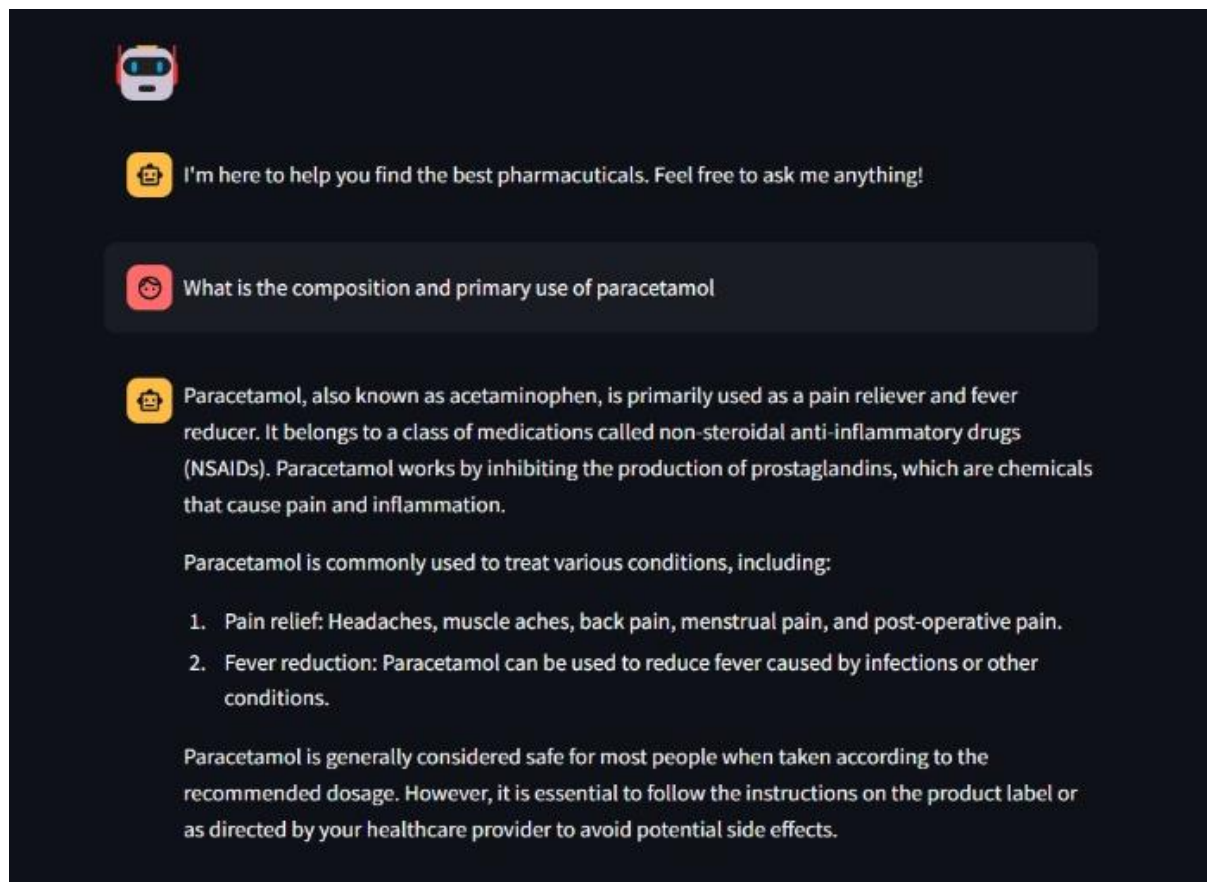 I'm here to help you find the best pharmacuticals. Feel free to ask me anything!
What is the composition and primary use of paracetamol
Paracetamol, also known as acetaminophen, is primarily used as a pain reliever and fever
reducer. It belongs to a class of medications called non-steroidal anti-inflammatory drugs
(NSAIDs). Paracetamol works by inhibiting the production of prostaglandins, which are chemicals
that cause pain and inflammation.
Paracetamol is commonly used to treat various conditions, including:
1. Pain relief: Headaches, muscle aches, back pain, menstrual pain, and post-operative pain.
2. Fever reduction: Paracetamol can be used to reduce fever caused by infections or other
conditions.
Paracetamol is generally considered safe for most people when taken according to the
recommended dosage. However, it is essential to follow the instructions on the product label or
as directed by your healthcare provider to avoid potential side effects.